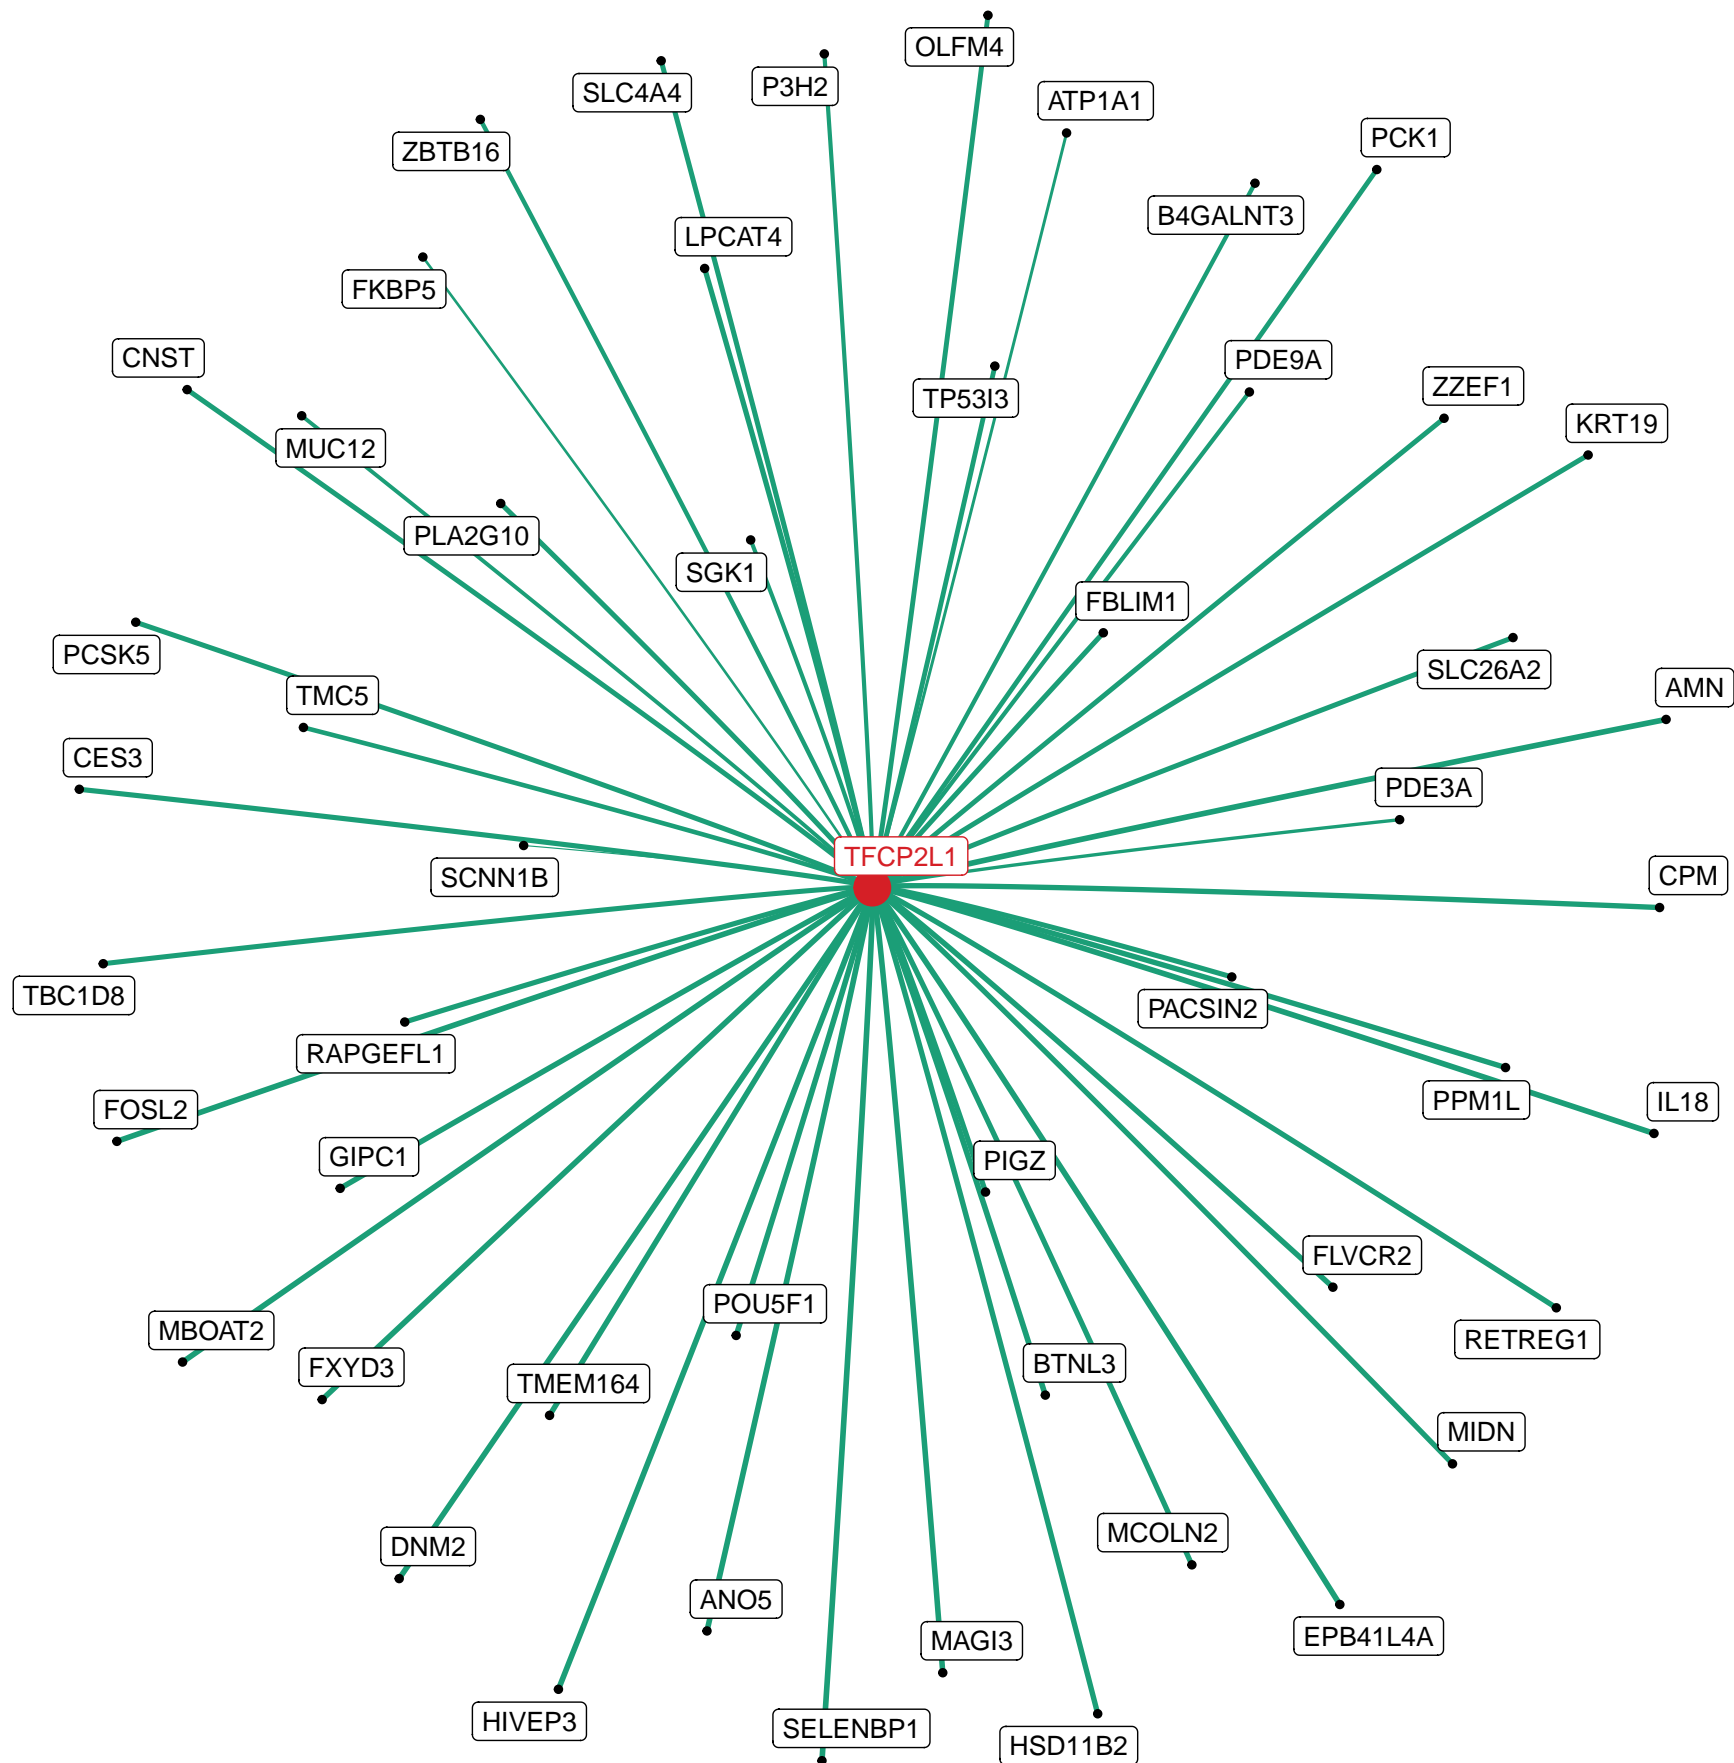 OLFM4
SLC4A4
P3H2
ATP1A1
PCK1
ZBTB16
B4GALNT3
LPCAT4
FKBP5
CNST
PDE9A
ZZEF1
TP53I3
KRT19
MUC12
PLA2G10
SGK1
FBLIM1
PCSK5
SLC26A2
TMC5
AMN
CES3
PDE3A
TFCP2L1
SCNN1B
CPM
TBC1D8
PACSIN2
RAPGEFL1
PPM1L
IL18
FOSL2
GIPC1
PIGZ
FLVCR2
POU5F1
MBOAT2
RETREG1
FXYD3
BTNL3
TMEM164
MIDN
MCOLN2
DNM2
ANO5
EPB41L4A
MAGI3
HIVEP3
SELENBP1
HSD11B2